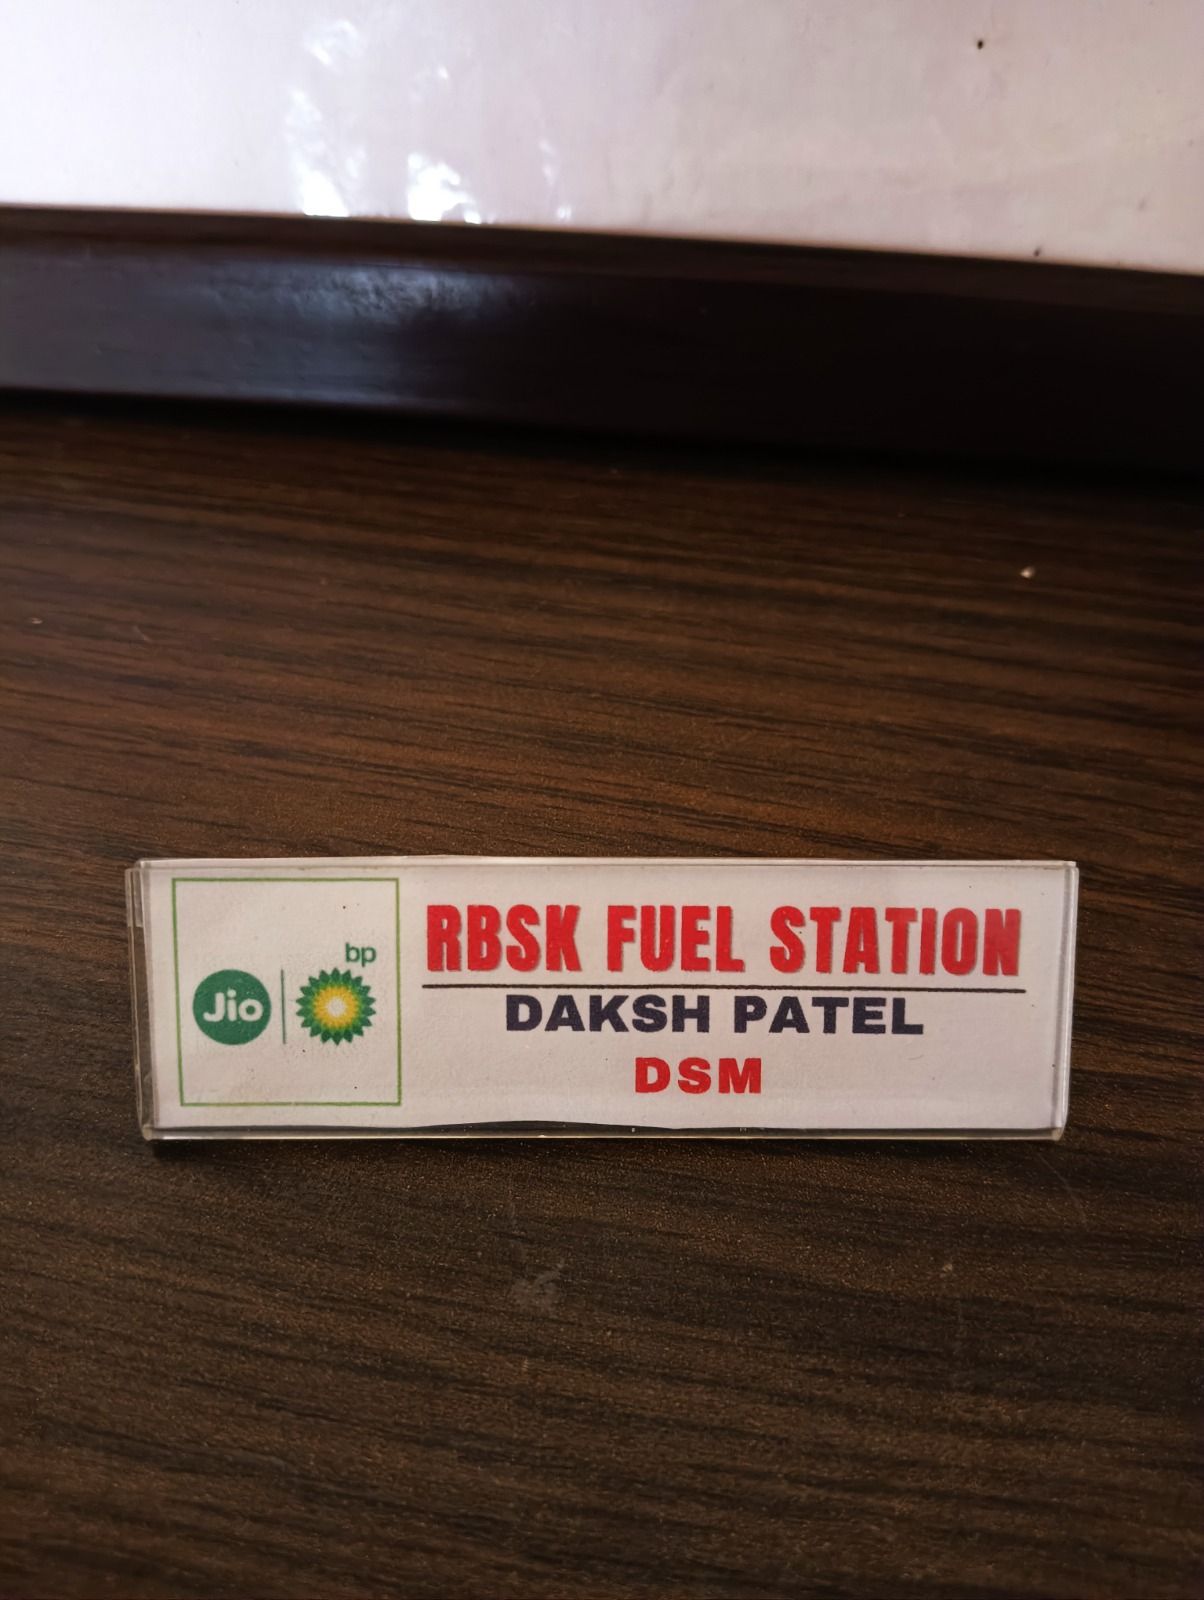 bp
Jio
RBSK FUEL STATION
DAKSH PATEL
DSM